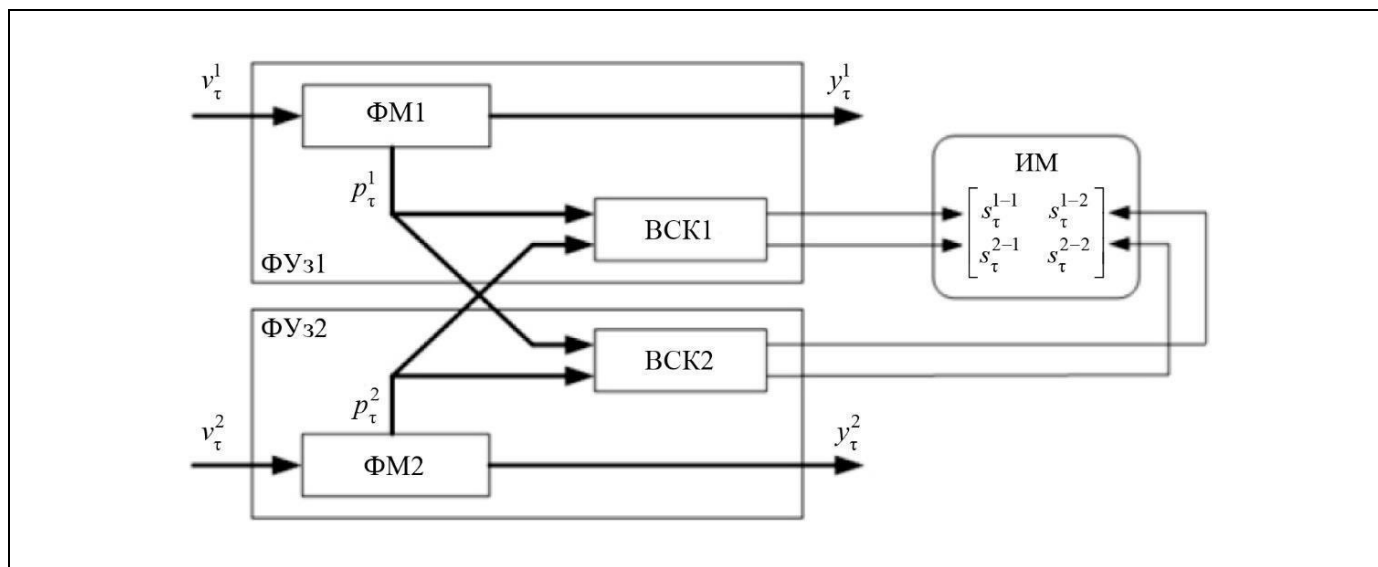 v_τ^1
y_τ^1
ФМ1
p_τ^1
ВСК1
ФУз1
ИМ
s_τ^{1–1} s_τ^{1–2}
s_τ^{2–1} s_τ^{2–2}
ФУз2
ВСК2
p_τ^2
v_τ^2
y_τ^2
ФМ2